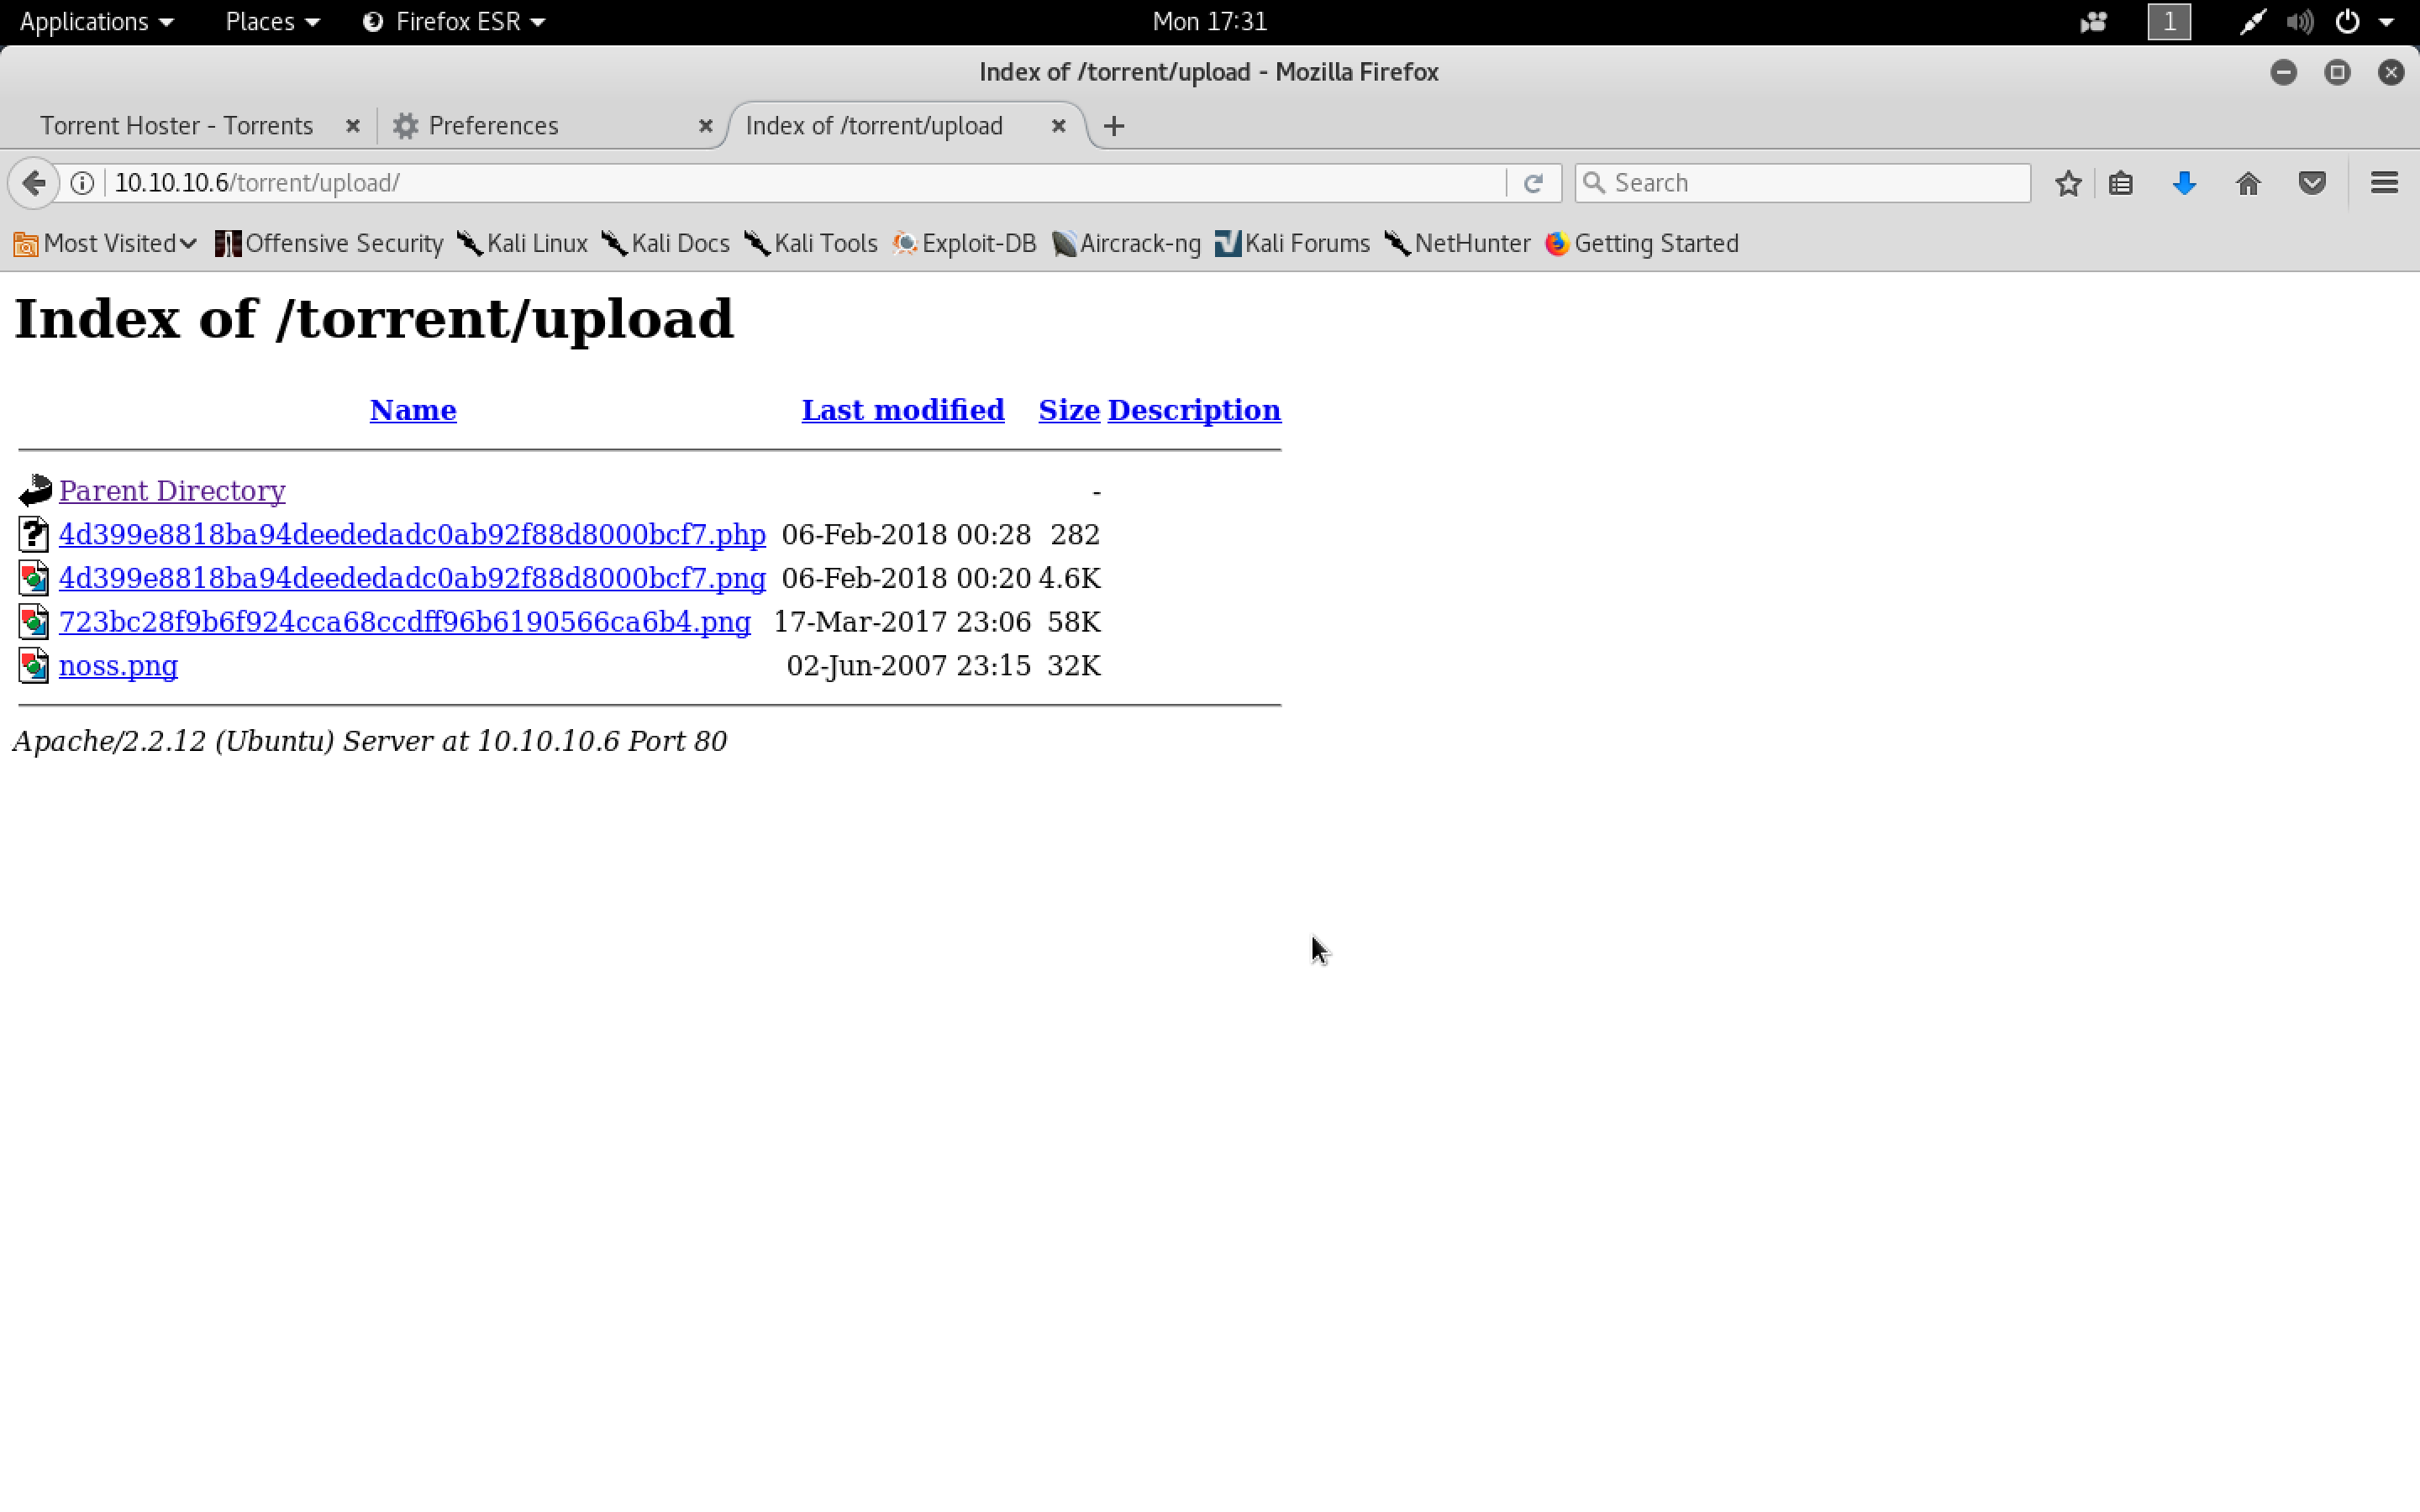 Applications Places Firefox ESR Mon 17:31 1
Index of /torrent/upload - Mozilla Firefox
Torrent Hoster - Torrents Preferences Index of /torrent/upload
10.10.10.6/torrent/upload/ Search
Most Visited Offensive Security Kali Linux Kali Docs Kali Tools Exploit-DB Aircrack-ng Kali Forums NetHunter Getting Started
Index of /torrent/upload
Name Last modified Size Description
Parent Directory -
4d399e8818ba94deededadc0ab92f88d8000bcf7.php 06-Feb-2018 00:28 282
4d399e8818ba94deededadc0ab92f88d8000bcf7.png 06-Feb-2018 00:20 4.6K
723bc28f9b6f924cca68ccdff96b6190566ca6b4.png 17-Mar-2017 23:06 58K
noss.png 02-Jun-2007 23:15 32K
Apache/2.2.12 (Ubuntu) Server at 10.10.10.6 Port 80